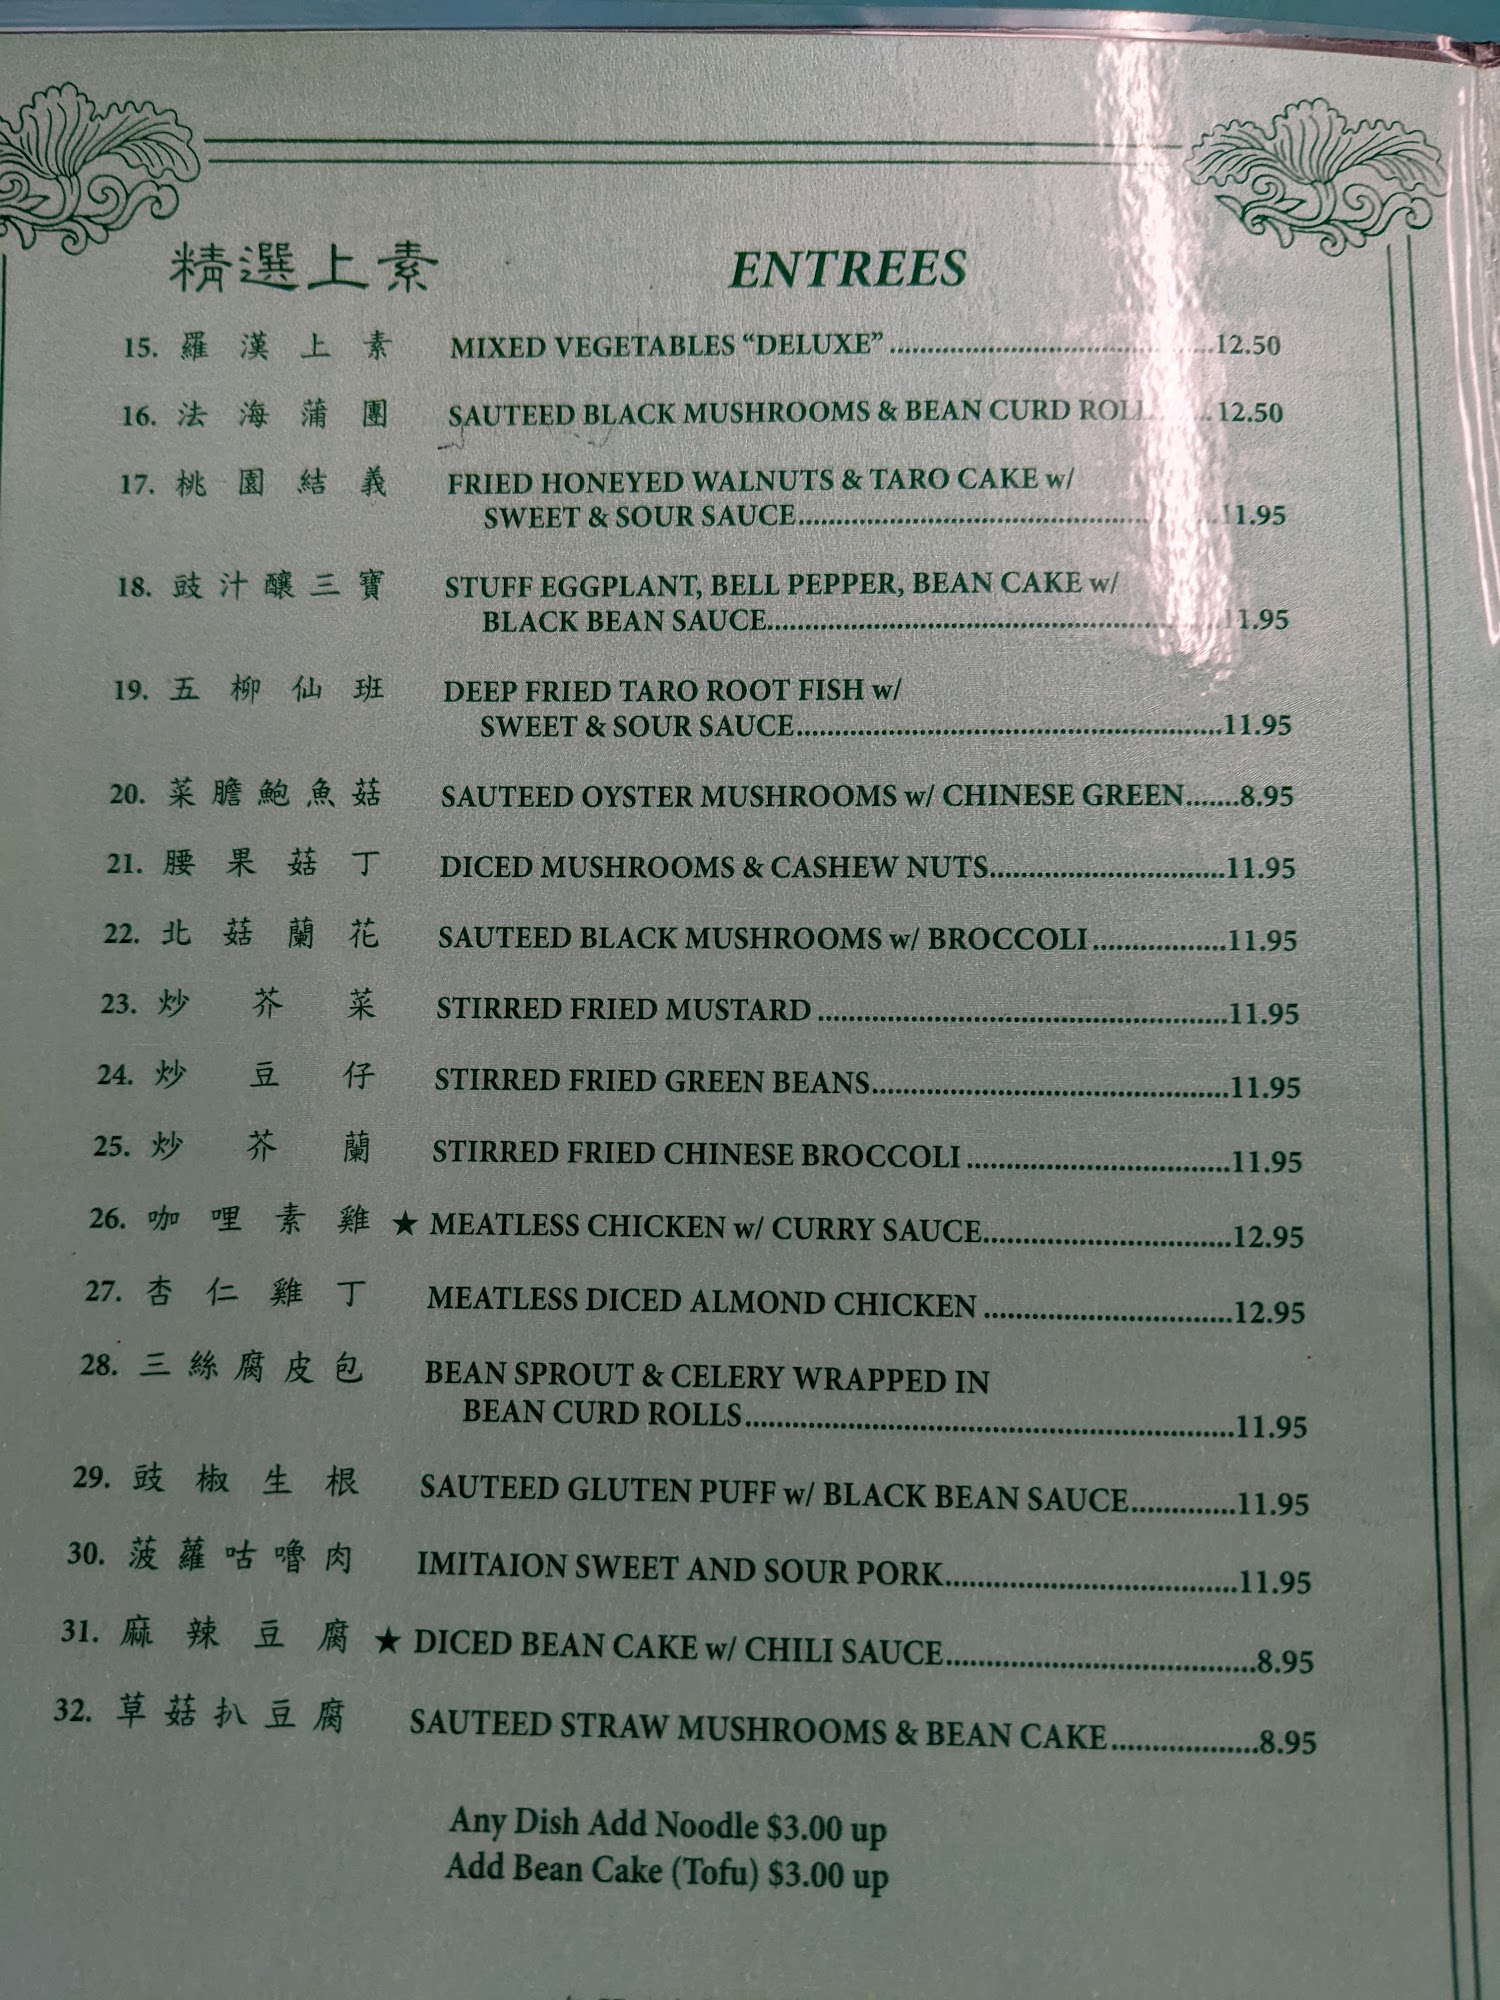 精選上素 ENTREES
15. 羅漢上素 MIXED VEGETABLES “DELUXE”..........12.50
16. 法海蒲團 SAUTEED BLACK MUSHROOMS & BEAN CURD 12.50
17. 桃園結義 FRIED HONEYED WALNUTS & TARO CAKE w/
SWEET & SOUR SAUCE..........11.95
18. 豉汁釀三寶 STUFF EGGPLANT, BELL PEPPER, BEAN CAKE w/
BLACK BEAN SAUCE..........11.95
19. 五柳仙班 DEEP FRIED TARO ROOT FISH w/
SWEET & SOUR SAUCE..........11.95
20. 菜膽鮑魚菇 SAUTEED OYSTER MUSHROOMS w/ CHINESE GREEN.......8.95
21. 腰果菇丁 DICED MUSHROOMS & CASHEW NUTS..........11.95
22. 北菇蘭花 SAUTEED BLACK MUSHROOMS w/ BROCCOLI..........11.95
23. 炒芥菜 STIRRED FRIED MUSTARD..........11.95
24. 炒豆仔 STIRRED FRIED GREEN BEANS..........11.95
25. 炒芥蘭 STIRRED FRIED CHINESE BROCCOLI..........11.95
26. 咖哩素雞 ★ MEATLESS CHICKEN w/ CURRY SAUCE..........12.95
27. 杏仁雞丁 MEATLESS DICED ALMOND CHICKEN..........12.95
28. 三絲腐皮包 BEAN SPROUT & CELERY WRAPPED IN
BEAN CURD ROLLS..........11.95
29. 豉椒生根 SAUTEED GLUTEN PUFF w/ BLACK BEAN SAUCE..........11.95
30. 菠蘿咕嚕肉 IMITAION SWEET AND SOUR PORK..........11.95
31. 麻辣豆腐 ★ DICED BEAN CAKE w/ CHILI SAUCE..........8.95
32. 草菇扒豆腐 SAUTEED STRAW MUSHROOMS & BEAN CAKE..........8.95
Any Dish Add Noodle $3.00 up
Add Bean Cake (Tofu) $3.00 up